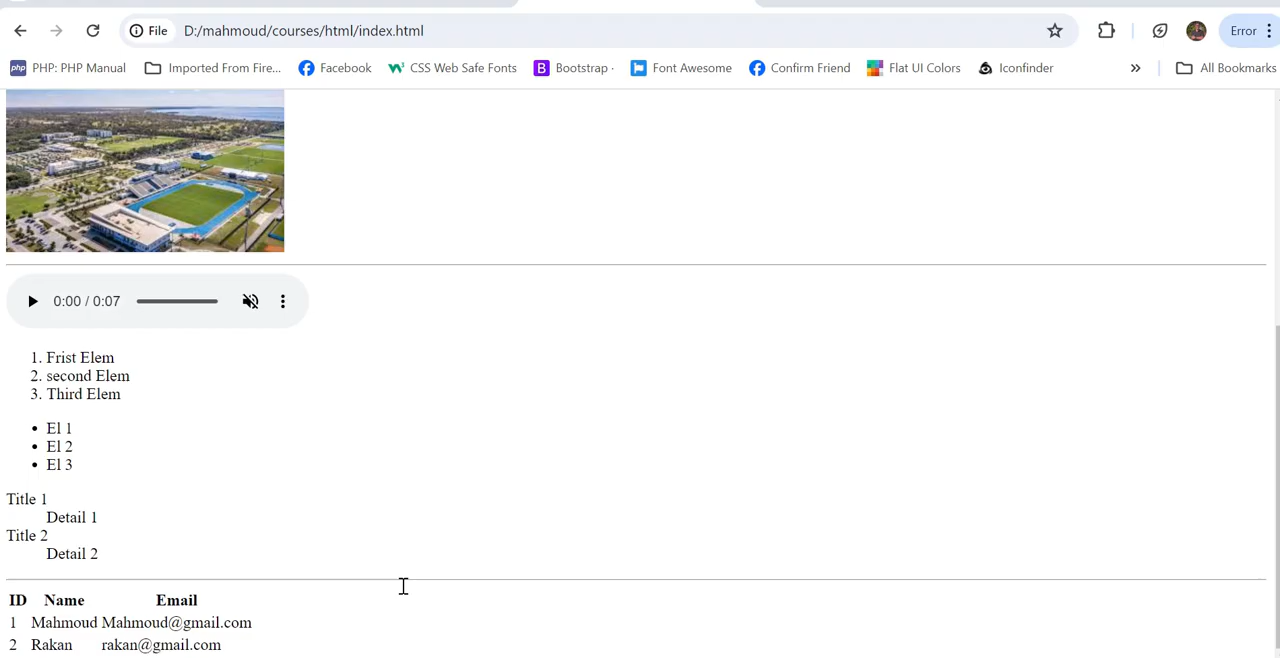 File D:/mahmoud/courses/html/index.html Error
php PHP: PHP Manual Imported From Fire... Facebook CSS Web Safe Fonts B Bootstrap · Font Awesome Confirm Friend Flat UI Colors Iconfinder » All Bookmarks
0:00 / 0:07
1. Frist Elem
2. second Elem
3. Third Elem
• El 1
• El 2
• El 3
Title 1
Detail 1
Title 2
Detail 2
ID Name Email
1 Mahmoud Mahmoud@gmail.com
2 Rakan rakan@gmail.com